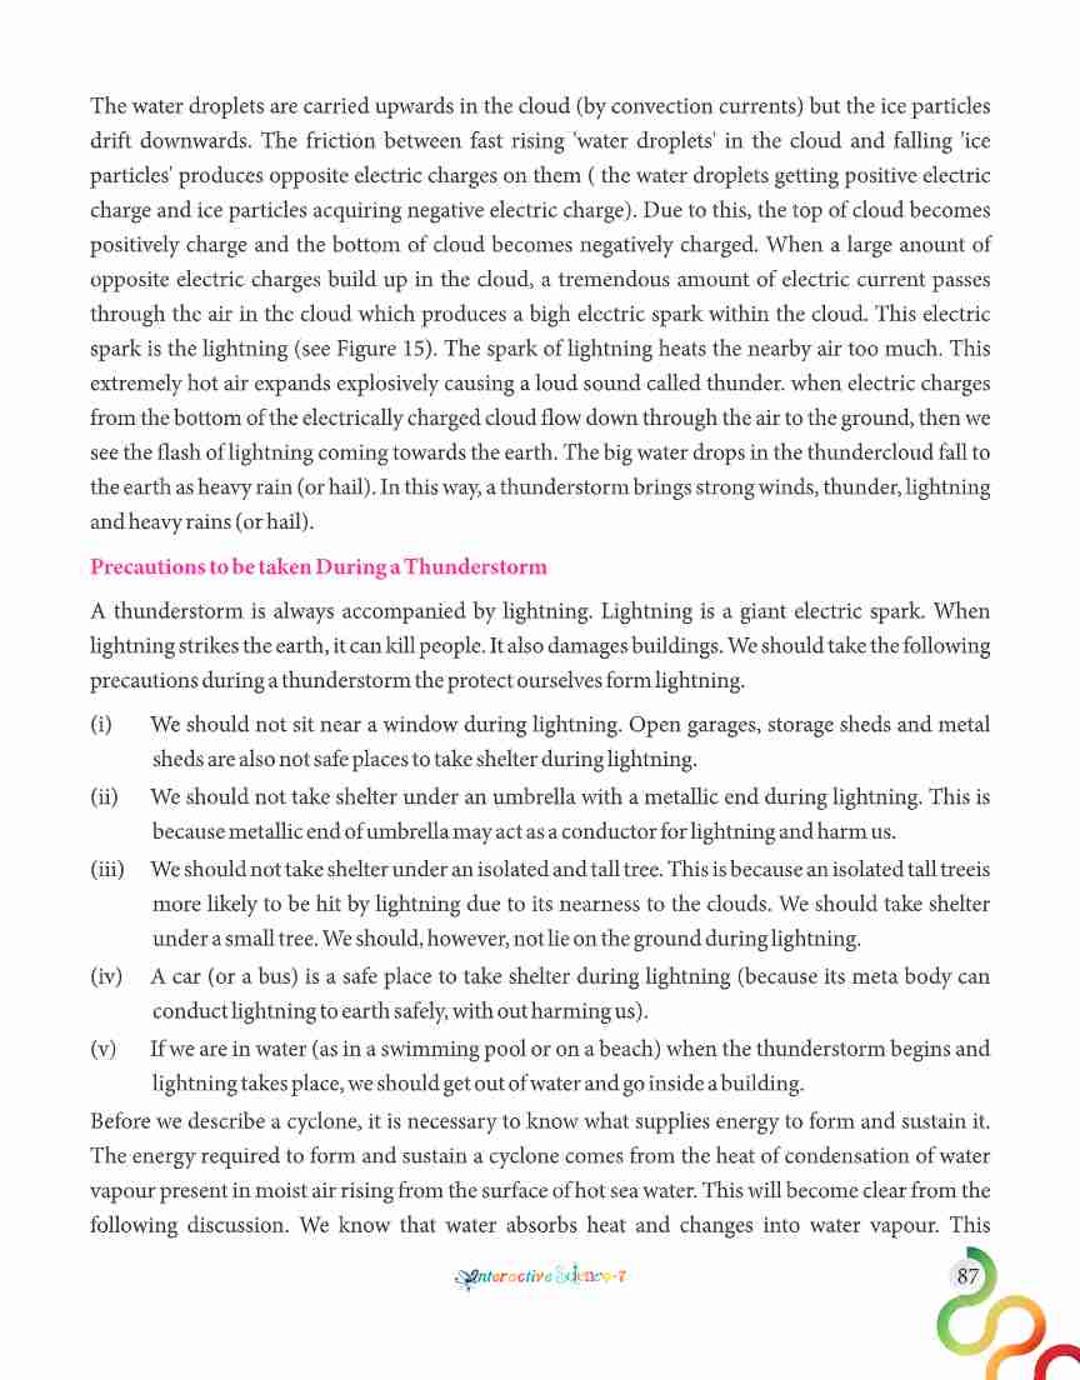 The water droplets are carried upwards in the cloud (by convection currents) but the ice particles
drift downwards. The friction between fast rising 'water droplets' in the cloud and falling 'ice
particles' produces opposite electric charges on them ( the water droplets getting positive electric
charge and ice particles acquiring negative electric charge). Due to this, the top of cloud becomes
positively charge and the bottom of cloud becomes negatively charged. When a large anount of
opposite electric charges build up in the cloud, a tremendous amount of electric current passes
through the air in the cloud which produces a bigh electric spark within the cloud. This electric
spark is the lightning (see Figure 15). The spark of lightning heats the nearby air too much. This
extremely hot air expands explosively causing a loud sound called thunder. when electric charges
from the bottom of the electrically charged cloud flow down through the air to the ground, then we
see the flash of lightning coming towards the earth. The big water drops in the thundercloud fall to
the earth as heavy rain (or hail). In this way, a thunderstorm brings strong winds, thunder, lightning
and heavy rains (or hail).
Precautions to be taken During a Thunderstorm
A thunderstorm is always accompanied by lightning. Lightning is a giant electric spark. When
lightning strikes the earth, it can kill people. It also damages buildings. We should take the following
precautions during a thunderstorm the protect ourselves form lightning.
(i) We should not sit near a window during lightning. Open garages, storage sheds and metal
sheds are also not safe places to take shelter during lightning.
(ii) We should not take shelter under an umbrella with a metallic end during lightning. This is
because metallic end of umbrella may act as a conductor for lightning and harm us.
(iii) We should not take shelter under an isolated and tall tree. This is because an isolated tall treeis
more likely to be hit by lightning due to its nearness to the clouds. We should take shelter
under a small tree. We should, however, not lie on the ground during lightning.
(iv) A car (or a bus) is a safe place to take shelter during lightning (because its meta body can
conduct lightning to earth safely, with out harming us).
(v) If we are in water (as in a swimming pool or on a beach) when the thunderstorm begins and
lightning takes place, we should get out of water and go inside a building.
Before we describe a cyclone, it is necessary to know what supplies energy to form and sustain it.
The energy required to form and sustain a cyclone comes from the heat of condensation of water
vapour present in moist air rising from the surface of hot sea water. This will become clear from the
following discussion. We know that water absorbs heat and changes into water vapour. This
Interactive Science-7
87